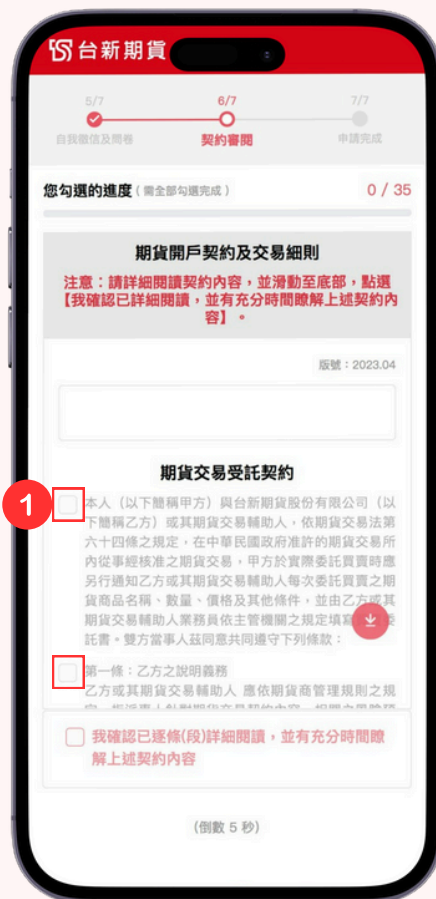 台新期貨
5/7
6/7
7/7
自我徵信及問卷
契約審閱
申請完成
您勾選的進度（需全部勾選完成）
0 / 35
期貨開戶契約及交易細則
注意：請詳細閱讀契約內容，並滑動至底部，點選
【我確認已詳細閱讀，並有充分時間瞭解上述契約內
容】。
版號：2023.04
期貨交易受託契約
1
本人（以下簡稱甲方）與台新期貨股份有限公司（以
下簡稱乙方）或其期貨交易輔助人，依期貨交易法第
六十四條之規定，在中華民國政府准許的期貨交易所
內從事經核准之期貨交易，甲方於實際委託買賣時應
另行通知乙方或其期貨交易輔助人每次委託買賣之期
貨商品名稱、數量、價格及其他條件，並由乙方或其
期貨交易輔助人業務員依主管機關之規定填寫
託書。雙方當事人茲同意共同遵守下列條款：
第一條：乙方之說明義務
乙方或其期貨交易輔助人 應依期貨商管理規則之規
我確認已逐條(段)詳細閱讀，並有充分時間瞭
解上述契約內容
(倒數 5 秒)